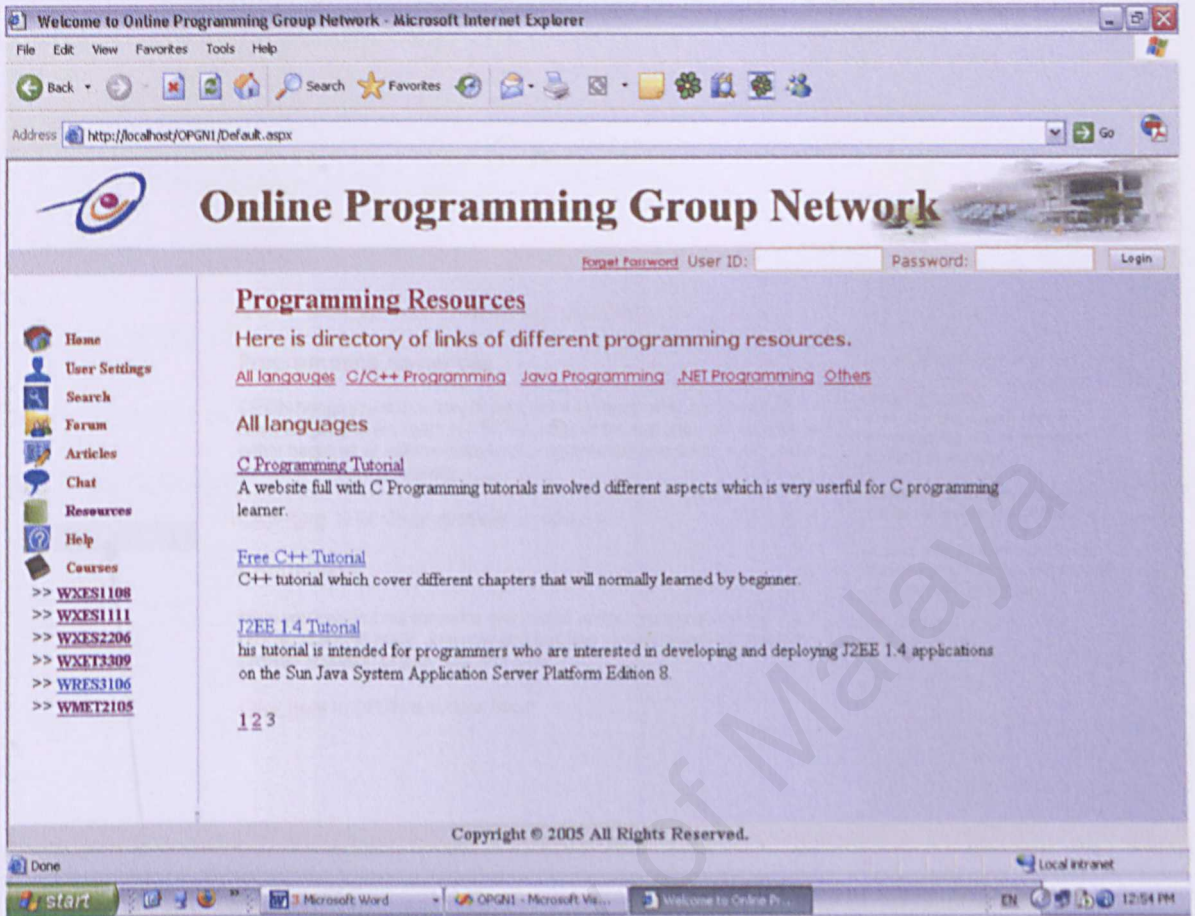 Welcome to Online Programming Group Network - Microsoft Internet Explorer
File Edit View Favorites Tools Help
Back Search Favorites
Address http://localhost/OPGN1/Default.aspx Go
Online Programming Group Network
Forget Password User ID: Password: Login
Home
User Settings
Search
Forum
Articles
Chat
Resources
Help
Courses
>> WXES1108
>> WXES1111
>> WXES2206
>> WXET3309
>> WRES3106
>> WMET2105
Programming Resources
Here is directory of links of different programming resources.
All langauges C/C++ Programming Java Programming .NET Programming Others
All languages
C Programming Tutorial
A website full with C Programming tutorials involved different aspects which is very userful for C programming
learner.
Free C++ Tutorial
C++ tutorial which cover different chapters that will normally learned by beginner.
J2EE 1.4 Tutorial
his tutorial is intended for programmers who are interested in developing and deploying J2EE 1.4 applications
on the Sun Java System Application Server Platform Edition 8.
1 2 3
Copyright © 2005 All Rights Reserved.
Done Local intranet
start 3 Microsoft Word OPGN1 - Microsoft Vis... Welcome to Online Pr... EN 12:54 PM
of Malaya